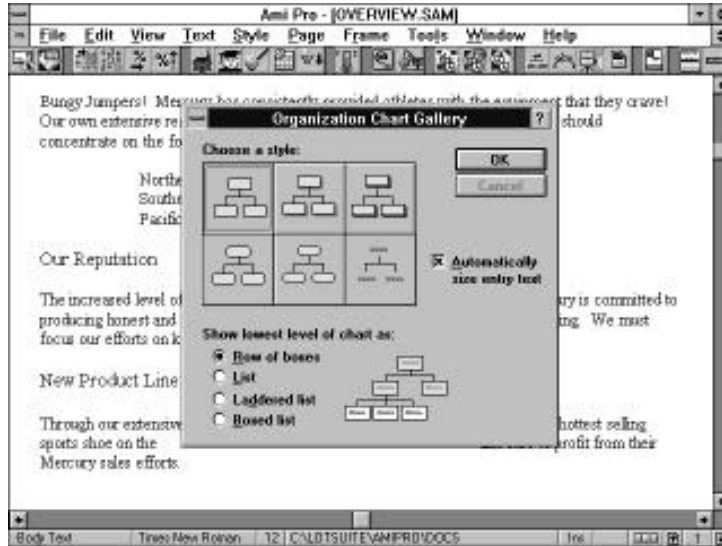 Ami Pro - [OVERVIEW.SAM]
File Edit View Text Style Page Frame Tools Window Help
Bungy Jumpers! Mercury has consistently provided athletes with the equipment that they crave!
Our own extensive re should
concentrate on the fo
Northe
Southe
Pacific
Our Reputation
The increased level of ry is committed to
producing honest and ing. We must
focus our efforts on k
New Product Line
Through our extensive hottest selling
sports shoe on the profit from their
Mercury sales efforts.
Organization Chart Gallery ?
Choose a style:
OK
Cancel
Automatically
size entry text
Show lowest level of chart as:
Row of boxes
List
Laddered list
Boxed list
Body Text Times New Roman 12 C:\LOTSUITE\AMIPRO\DOCS Ins 1